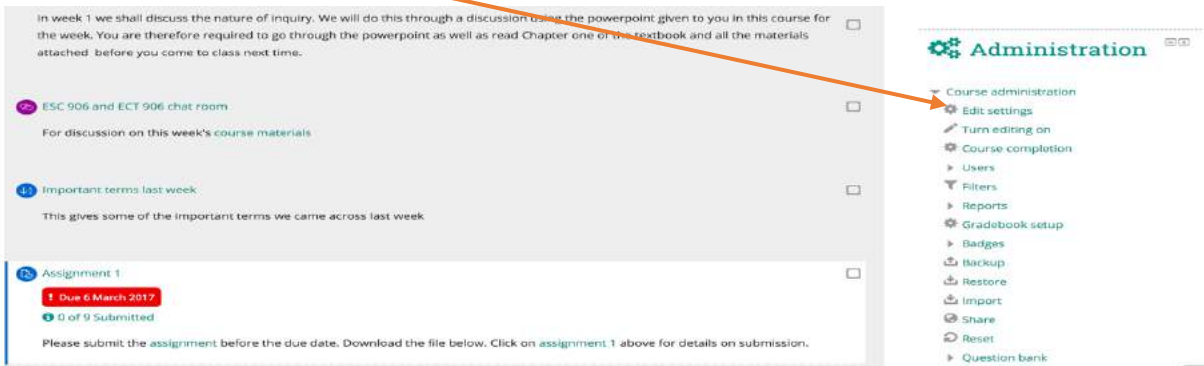 In week 1 we shall discuss the nature of inquiry. We will do this through a discussion using the powerpoint given to you in this course for
the week. You are therefore required to go through the powerpoint as well as read Chapter one of the textbook and all the materials
attached before you come to class next time.
ESC 906 and ECT 906 chat room
For discussion on this week's course materials
Important terms last week
This gives some of the important terms we came across last week
Assignment 1
! Due 6 March 2017
0 of 9 Submitted
Please submit the assignment before the due date. Download the file below. Click on assignment 1 above for details on submission.
Administration
Course administration
Edit settings
Turn editing on
Course completion
Users
Filters
Reports
Gradebook setup
Badges
Backup
Restore
Import
Share
Reset
Question bank